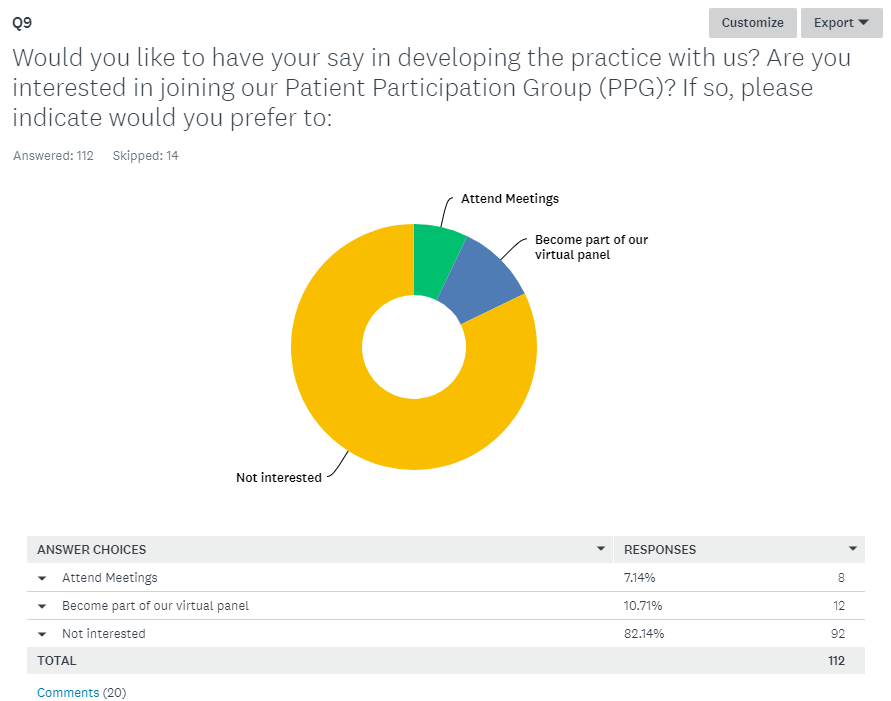 Q9
Customize
Export
Would you like to have your say in developing the practice with us? Are you
interested in joining our Patient Participation Group (PPG)? If so, please
indicate would you prefer to:
Answered: 112 Skipped: 14
Attend Meetings
Become part of our
virtual panel
Not interested
ANSWER CHOICES RESPONSES
Attend Meetings 7.14% 8
Become part of our virtual panel 10.71% 12
Not interested 82.14% 92
TOTAL 112
Comments (20)